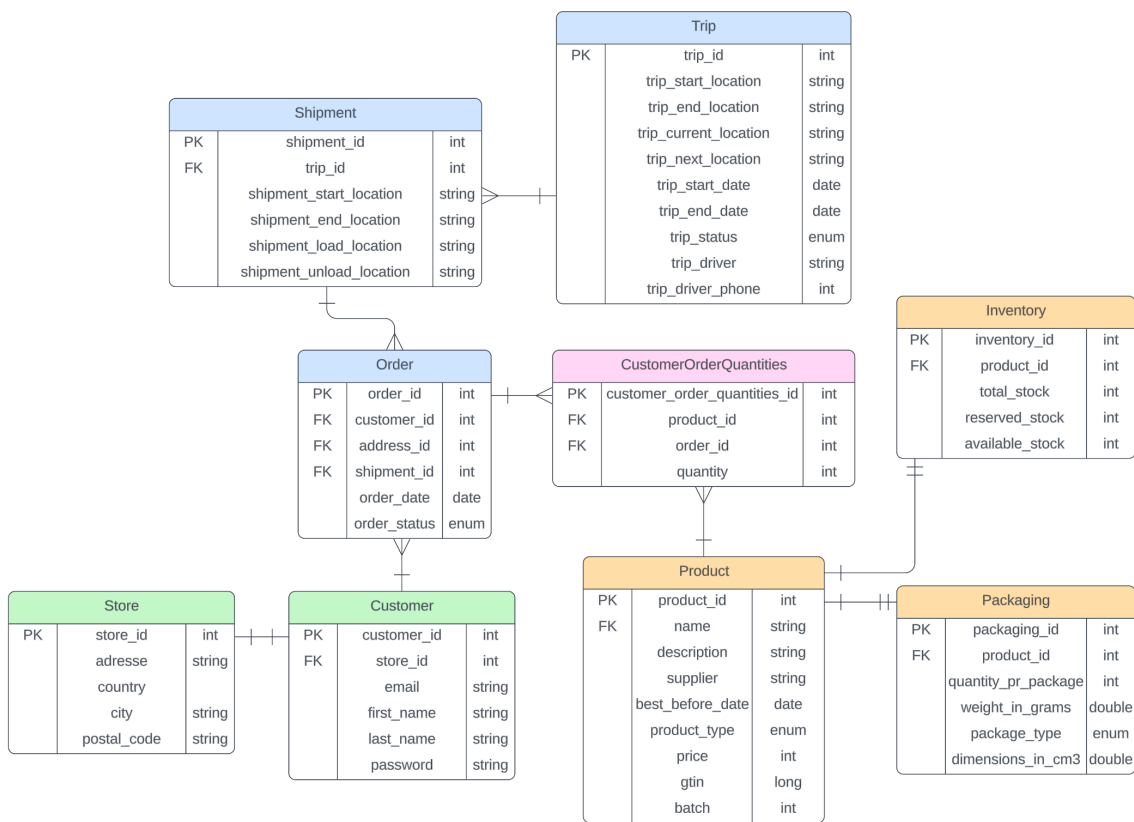 Trip
PK trip_id int
trip_start_location string
trip_end_location string
trip_current_location string
trip_next_location string
trip_start_date date
trip_end_date date
trip_status enum
trip_driver string
trip_driver_phone int
Shipment
PK shipment_id int
FK trip_id int
shipment_start_location string
shipment_end_location string
shipment_load_location string
shipment_unload_location string
Inventory
PK inventory_id int
FK product_id int
total_stock int
reserved_stock int
available_stock int
Order
PK order_id int
FK customer_id int
FK address_id int
FK shipment_id int
order_date date
order_status enum
CustomerOrderQuantities
PK customer_order_quantities_id int
FK product_id int
FK order_id int
quantity int
Store
PK store_id int
adresse string
country
city string
postal_code string
Customer
PK customer_id int
FK store_id int
email string
first_name string
last_name string
password string
Product
PK product_id int
FK name string
description string
supplier string
best_before_date date
product_type enum
price int
gtin long
batch int
Packaging
PK packaging_id int
FK product_id int
quantity_pr_package int
weight_in_grams double
package_type enum
dimensions_in_cm3 double